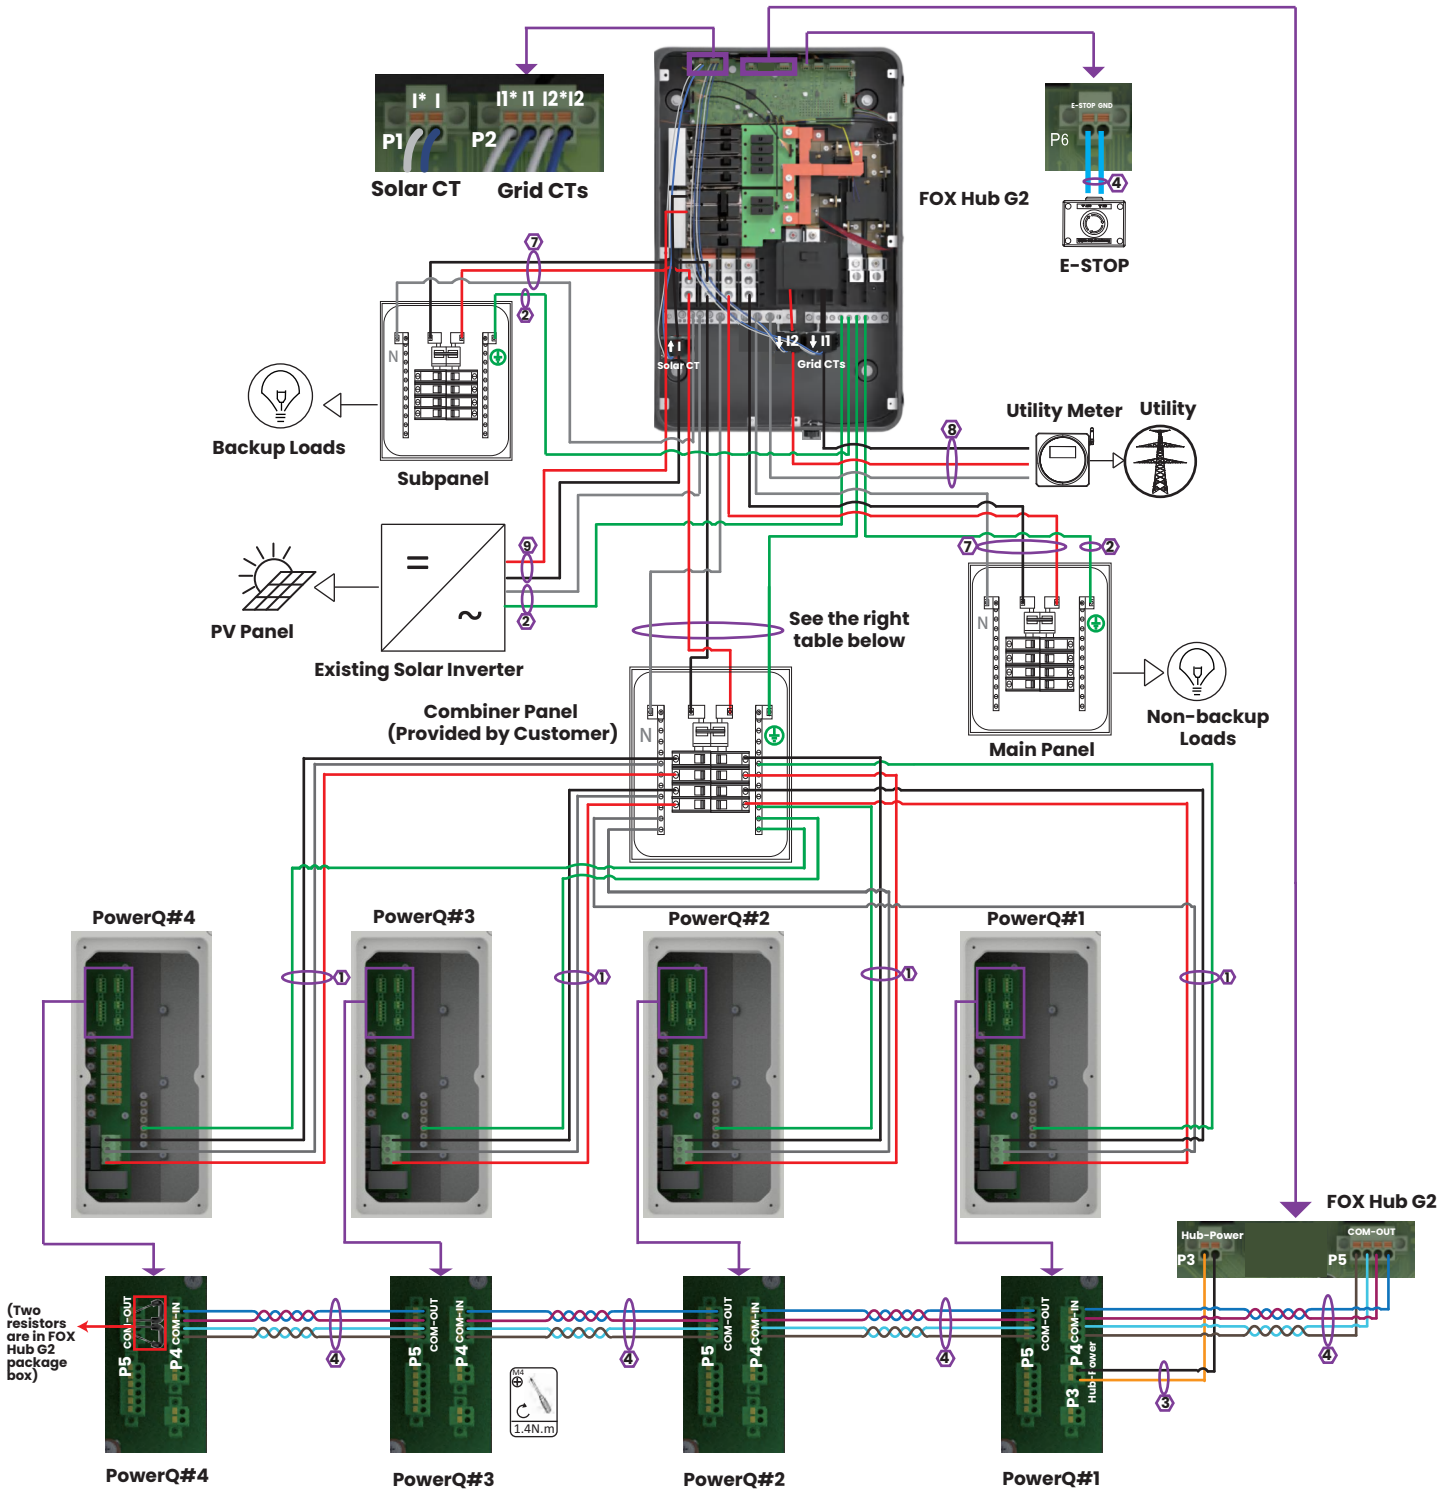 I* I
I1* I1 I2*I2
P1
P2
Solar CT
Grid CTs
E-STOP GND
P6
4
FOX Hub G2
E-STOP
7
2
N
I
Solar CT
I2
I1
Grid CTs
Backup Loads
Subpanel
Utility Meter
Utility
8
9
2
PV Panel
Existing Solar Inverter
7
2
See the right
table below
N
Combiner Panel
(Provided by Customer)
N
Main Panel
Non-backup
Loads
PowerQ#4
PowerQ#3
PowerQ#2
PowerQ#1
1
1
1
1
FOX Hub G2
Hub-Power
COM-OUT
P3
P5
(Two
resistors
are in FOX
Hub G2
package
box)
COM-OUT
COM-IN
P5
P4
4
COM-OUT
COM-IN
P5
P4
4
COM-OUT
COM-IN
P5
P4
4
COM-OUT
COM-IN
P5
P4
Hub-Power
P3
4
3
M4
1.4N.m
PowerQ#4
PowerQ#3
PowerQ#2
PowerQ#1